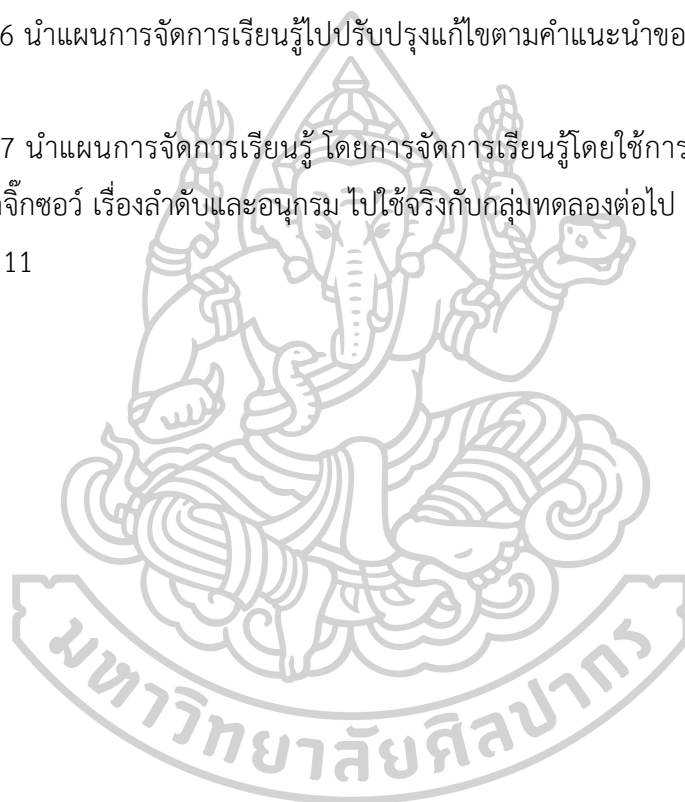 6 นำแผนการจัดการเรียนรู้ไปปรับปรุงแก้ไขตามคำแนะนำขอ
7 นำแผนการจัดการเรียนรู้ โดยการจัดการเรียนรู้โดยใช้การ
จิ๊กซอว์ เรื่องลำดับและอนุกรม ไปใช้จริงกับกลุ่มทดลองต่อไป
11
มหาวิทยาลัยศิลปากร